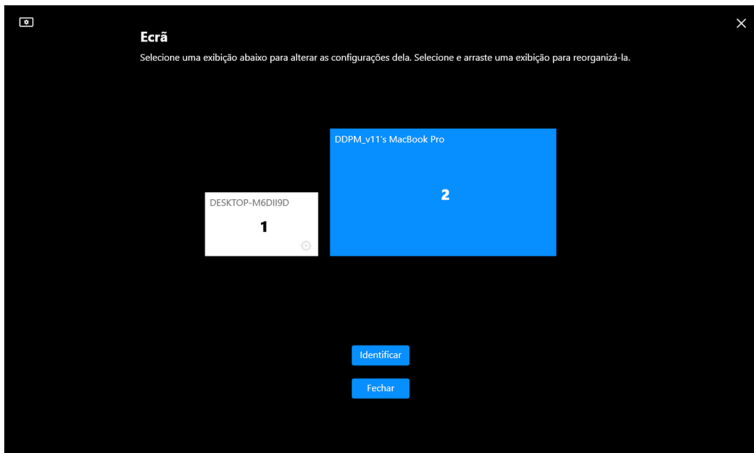 Ecrã
Selecione uma exibição abaixo para alterar as configurações dela. Selecione e arraste uma exibição para reorganizá-la.
DDPM_v11's MacBook Pro
2
DESKTOP-M6DII9D
1
Identificar
Fechar